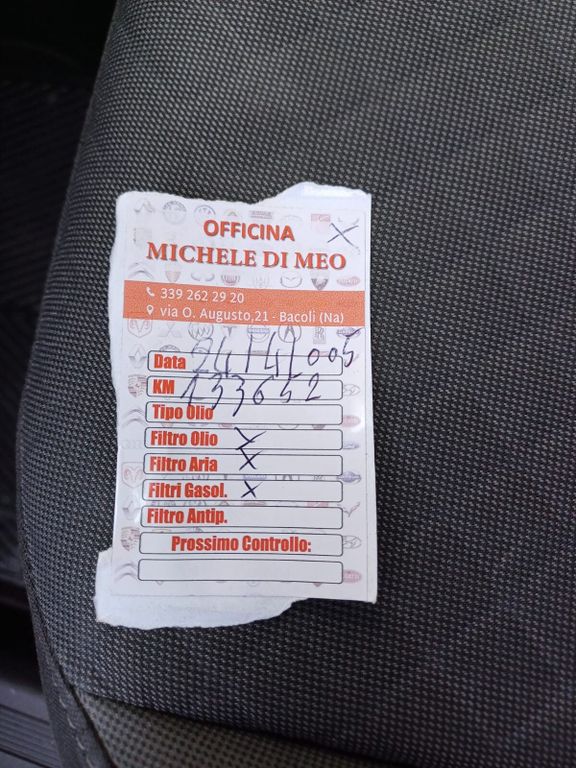 OFFICINA X
MICHELE DI MEO
339 262 29 20
via O. Augusto,21 - Bacoli (Na)
Data
KM 133652
Tipo Olio
Filtro Olio X
Filtro Aria X
Filtri Gasol. X
Filtro Antip.
Prossimo Controllo: